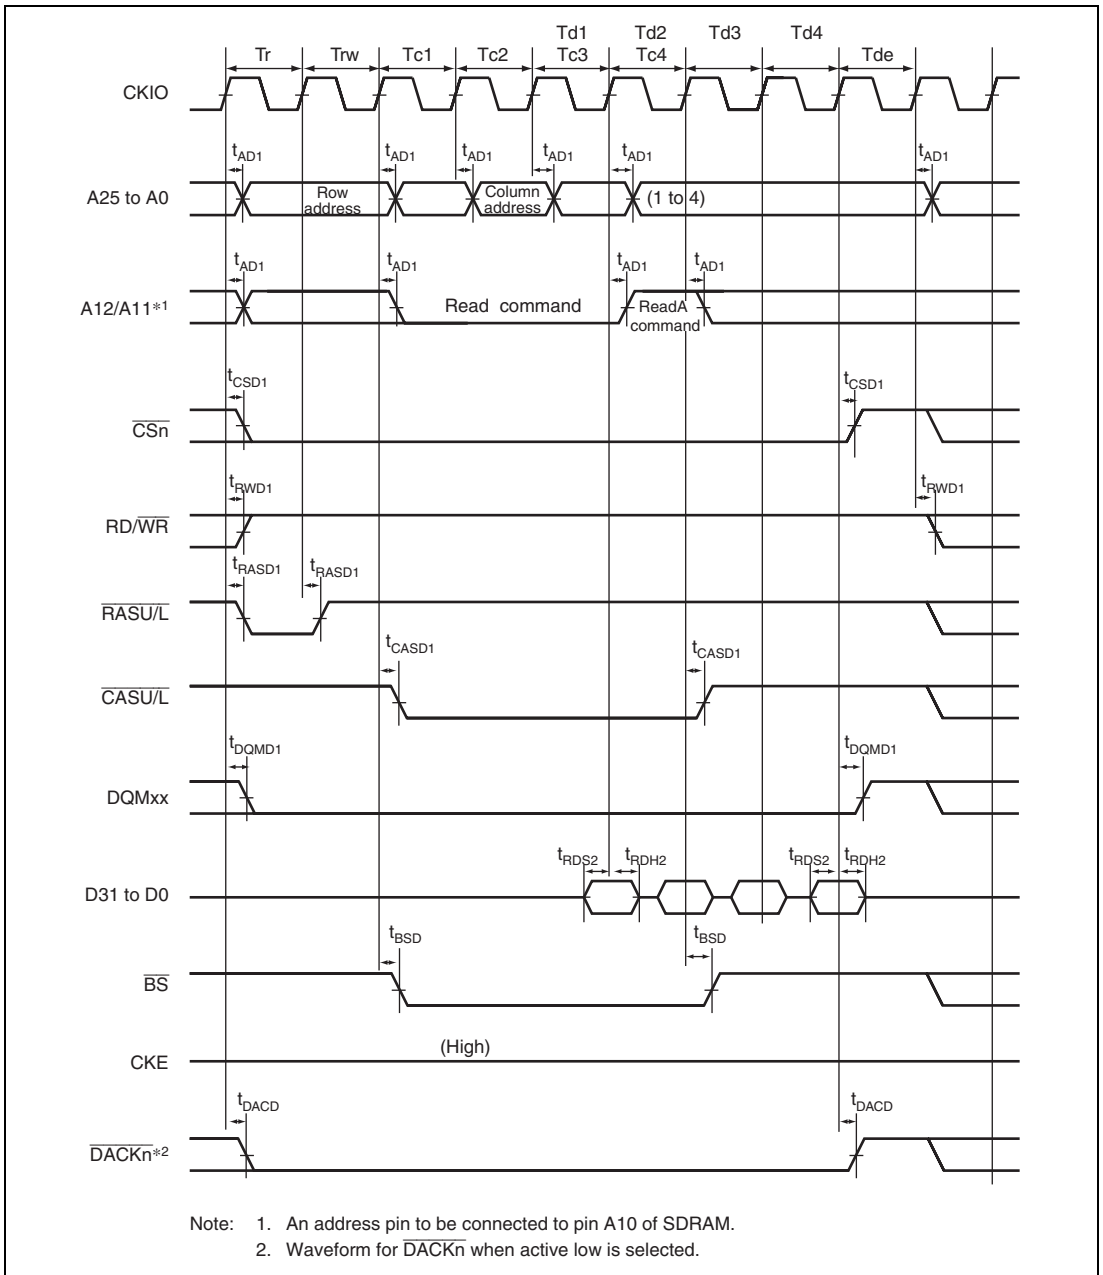 Td1 Td2 Td3 Td4
Tr Trw Tc1 Tc2 Tc3 Tc4 Tde
CKIO
tAD1 tAD1 tAD1 tAD1 tAD1 tAD1
A25 to A0
Row address
Column address
(1 to 4)
tAD1 tAD1 tAD1 tAD1
A12/A11*1
Read command
ReadA command
tCSD1 tCSD1
CSn
tRWD1 tRWD1
RD/WR
tRASD1 tRASD1
RASU/L
tCASD1 tCASD1
CASU/L
tDQMD1 tDQMD1
DQMxx
tRDS2 tRDH2 tRDS2 tRDH2
D31 to D0
tBSD tBSD
BS
(High)
CKE
tDACD tDACD
DACKn*2
Note: 1. An address pin to be connected to pin A10 of SDRAM.
2. Waveform for DACKn when active low is selected.